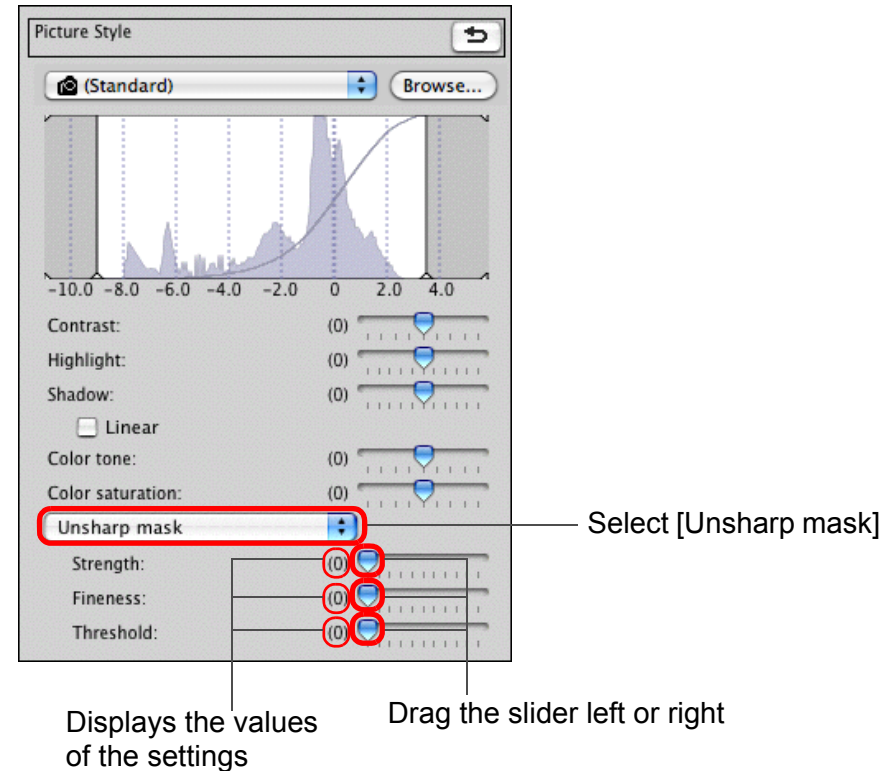 Picture Style
(Standard)
Browse...
-10.0 -8.0 -6.0 -4.0 -2.0 0 2.0 4.0
Contrast: (0)
Highlight: (0)
Shadow: (0)
Linear
Color tone: (0)
Color saturation: (0)
Unsharp mask
Select [Unsharp mask]
Strength: (0)
Fineness: (0)
Threshold: (0)
Displays the values
of the settings
Drag the slider left or right